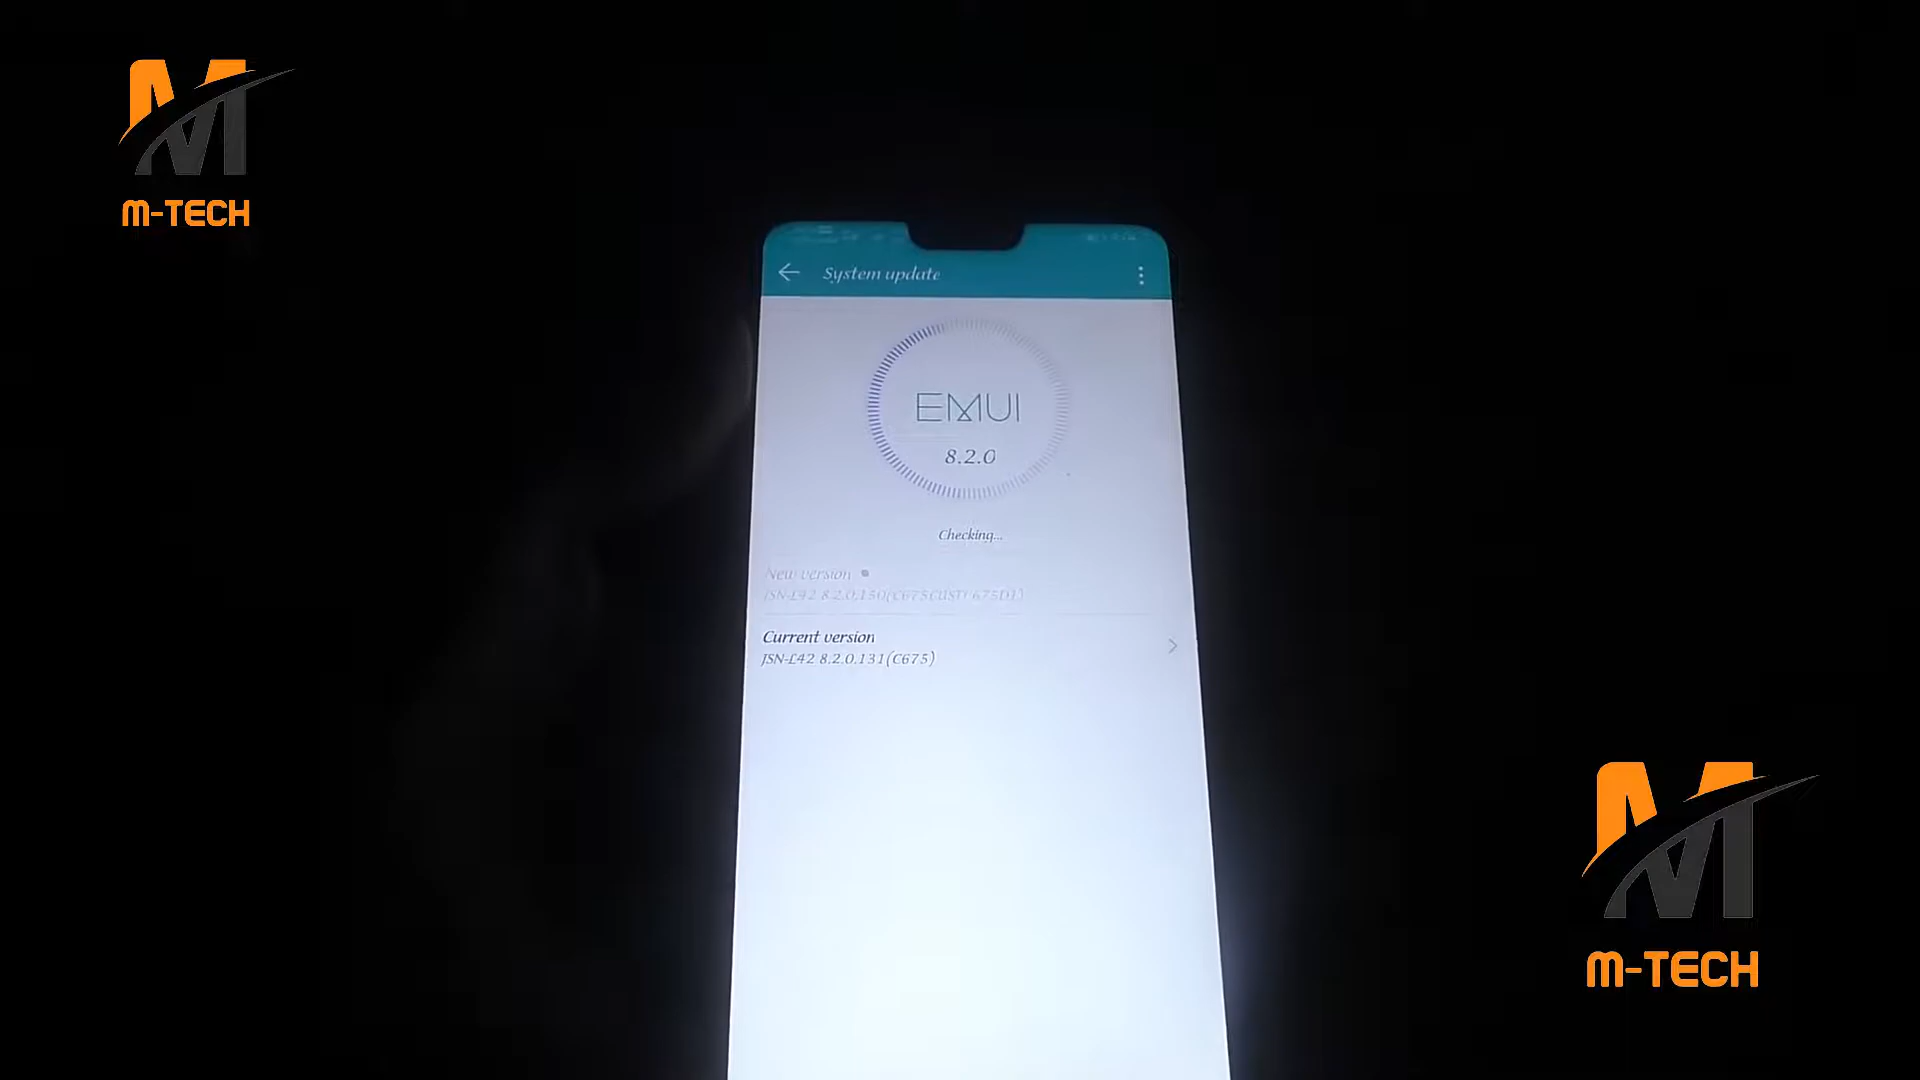 M-TECH
System update
EMUI
8.2.0
Checking...
New version
Current version
JSN-L42 8.2.0.131(C675)
M-TECH